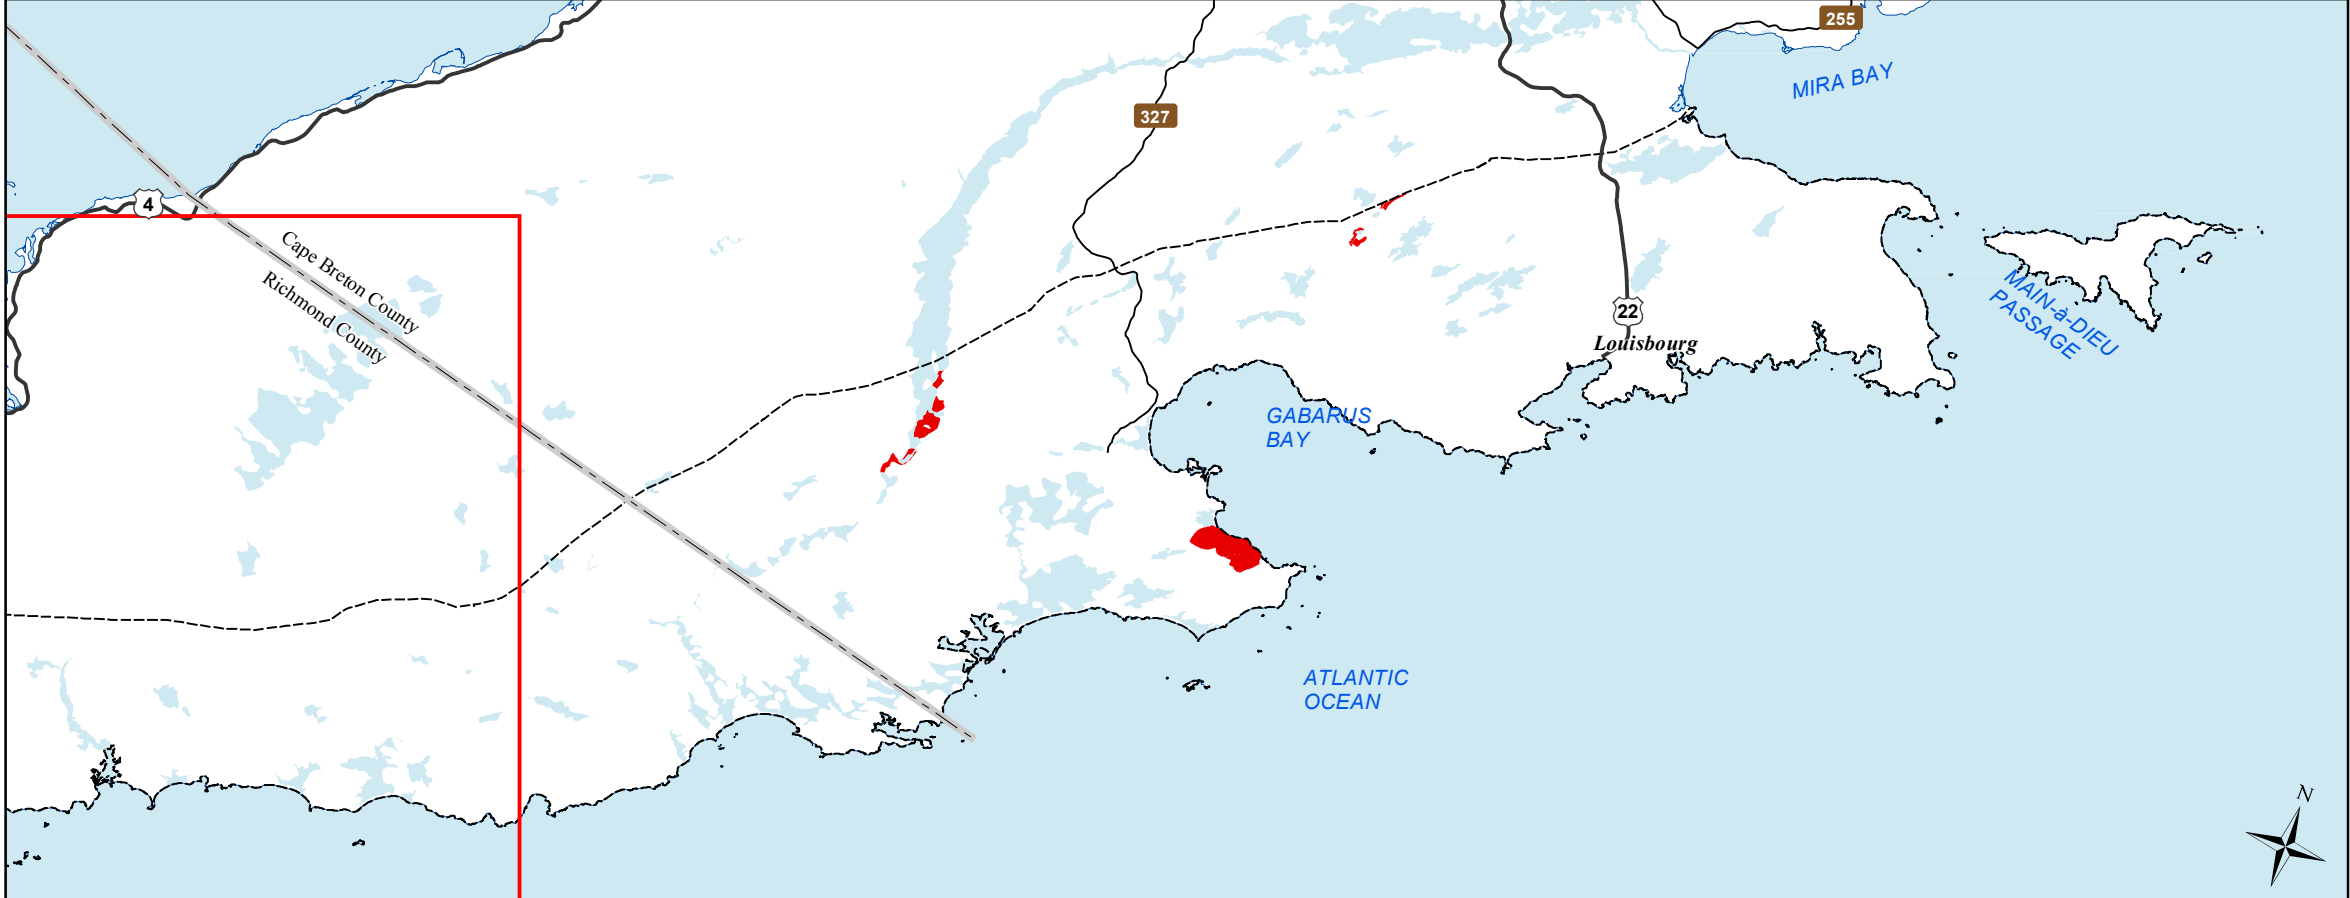 255
MIRA BAY
327
4
Cape Breton County
Richmond County
MAIN-à-DIEU
PASSAGE
22
Louisbourg
GABARUS
BAY
ATLANTIC
OCEAN
N